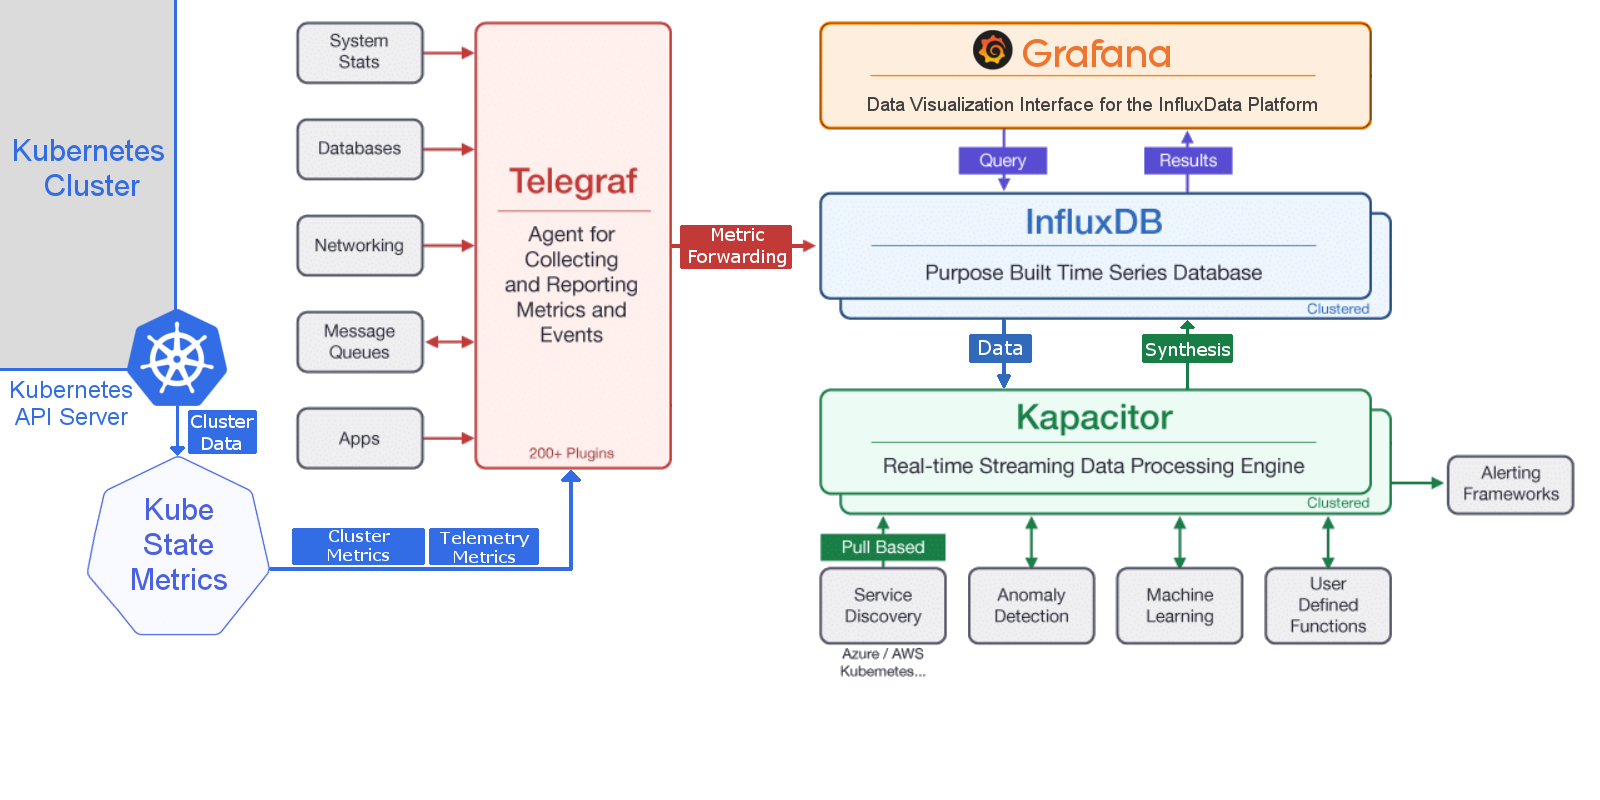 Kubernetes
Cluster
Kubernetes
API Server
Cluster
Data
Kube
State
Metrics
Cluster
Metrics
Telemetry
Metrics
System
Stats
Databases
Networking
Message
Queues
Apps
Telegraf
Agent for
Collecting
and Reporting
Metrics and
Events
200+ Plugins
Metric
Forwarding
Grafana
Data Visualization Interface for the InfluxData Platform
Query
Results
InfluxDB
Purpose Built Time Series Database
Clustered
Data
Synthesis
Kapacitor
Real-time Streaming Data Processing Engine
Clustered
Alerting
Frameworks
Pull Based
Service
Discovery
Azure / AWS
Kubernetes...
Anomaly
Detection
Machine
Learning
User
Defined
Functions